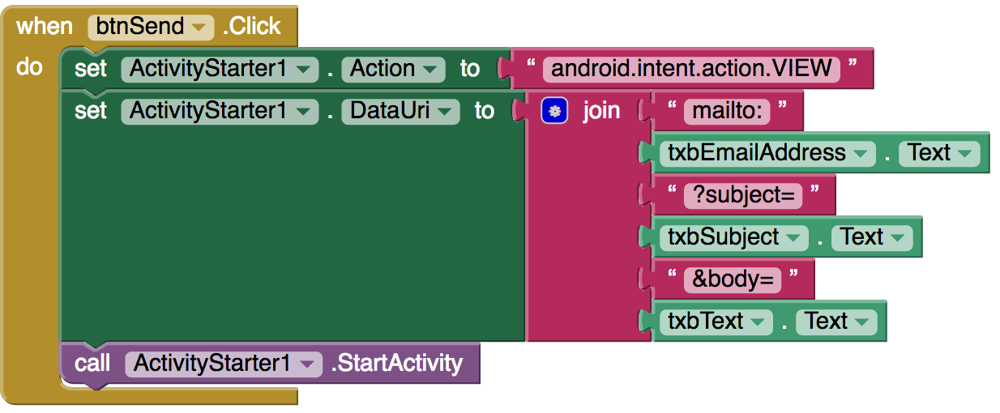 when btnSend .Click
do set ActivityStarter1 . Action to “ android.intent.action.VIEW ”
set ActivityStarter1 . DataUri to join “ mailto: ”
txbEmailAddress . Text
“ ?subject= ”
txbSubject . Text
“ &body= ”
txbText . Text
call ActivityStarter1 .StartActivity